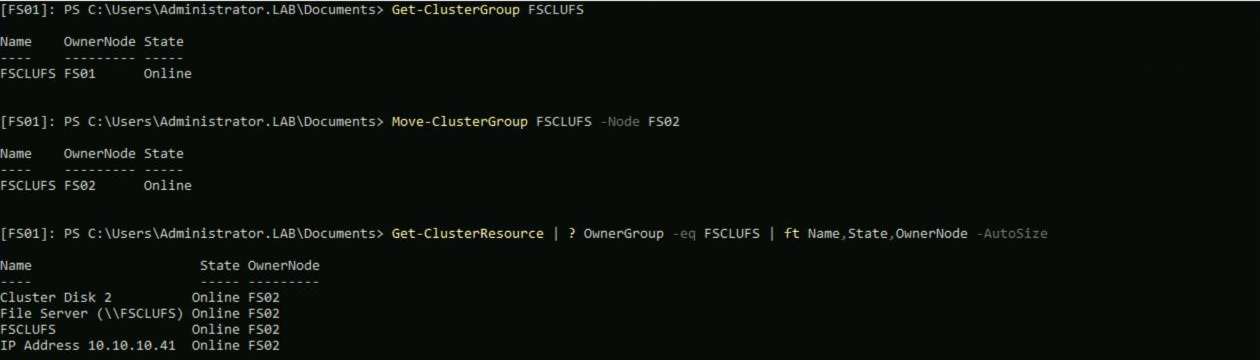 [FS01]: PS C:\Users\Administrator.LAB\Documents> Get-ClusterGroup FSCLUFS
Name    OwnerNode State
----    --------- -----
FSCLUFS FS01      Online
[FS01]: PS C:\Users\Administrator.LAB\Documents> Move-ClusterGroup FSCLUFS -Node FS02
Name    OwnerNode State
----    --------- -----
FSCLUFS FS02      Online
[FS01]: PS C:\Users\Administrator.LAB\Documents> Get-ClusterResource | ? OwnerGroup -eq FSCLUFS | ft Name,State,OwnerNode -AutoSize
Name                     State OwnerNode
----                     ----- ---------
Cluster Disk 2          Online FS02
File Server (\\FSCLUFS) Online FS02
FSCLUFS                 Online FS02
IP Address 10.10.10.41  Online FS02